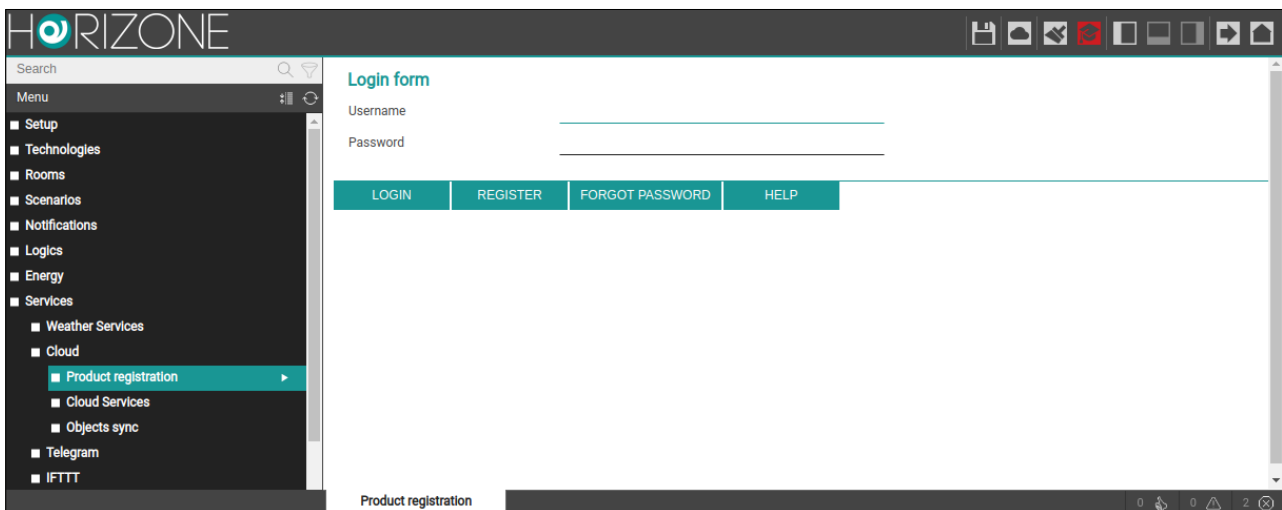 HORIZONE
Search
Menu
Setup
Technologies
Rooms
Scenarios
Notifications
Logics
Energy
Services
Weather Services
Cloud
Product registration
Cloud Services
Objects sync
Telegram
IFTTT
Login form
Username
Password
LOGIN REGISTER FORGOT PASSWORD HELP
Product registration
0 0 2